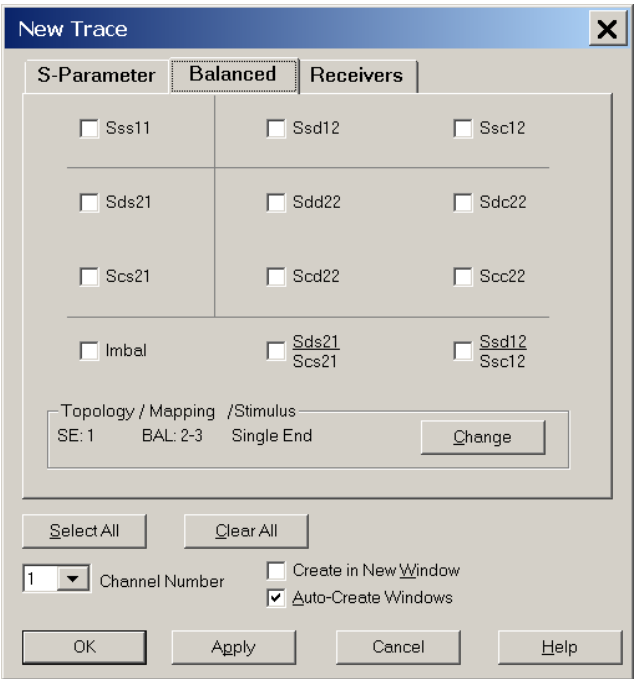 New Trace
S-Parameter Balanced Receivers
Sss11 Ssd12 Ssc12
Sds21 Sdd22 Sdc22
Scs21 Scd22 Scc22
Imbal Sds21 Ssd12
Scs21 Ssc12
Topology / Mapping /Stimulus
SE: 1 BAL: 2-3 Single End Change
Select All Clear All
1 Channel Number Create in New Window
Auto-Create Windows
OK Apply Cancel Help